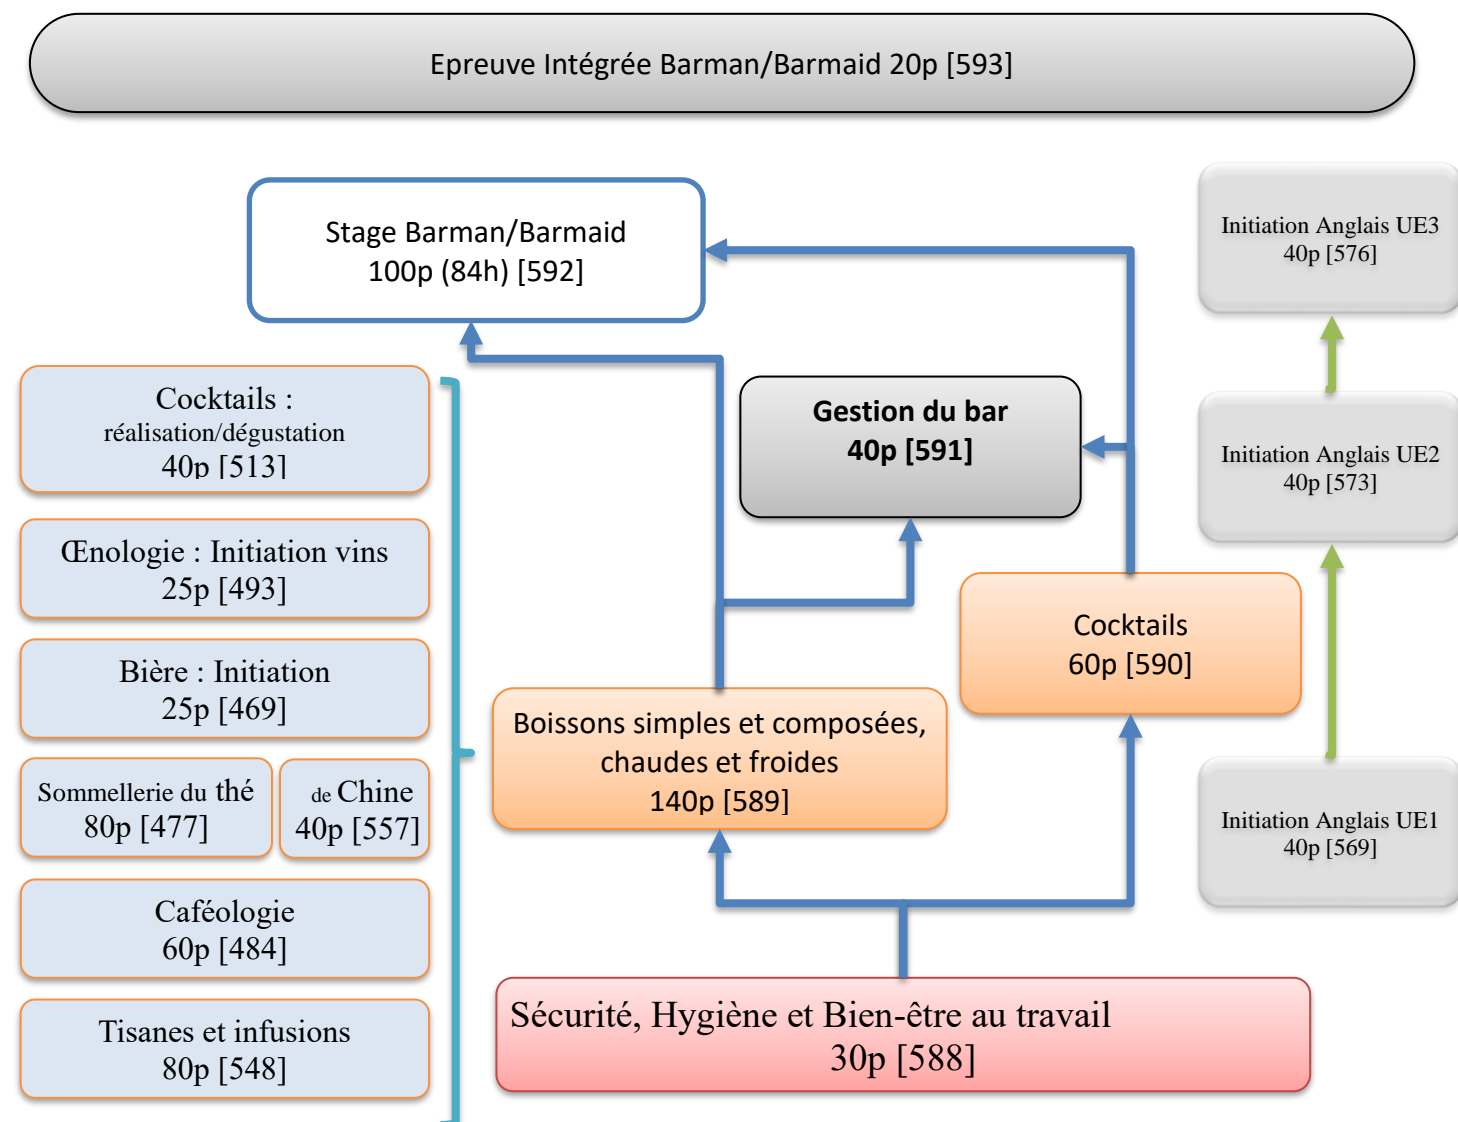 Epreuve Intégrée Barman/Barmaid 20p [593]
Stage Barman/Barmaid
100p (84h) [592]
Initiation Anglais UE3
40p [576]
Cocktails :
réalisation/dégustation
40p [513]
Gestion du bar
40p [591]
Initiation Anglais UE2
40p [573]
Œnologie : Initiation vins
25p [493]
Cocktails
60p [590]
Bière : Initiation
25p [469]
Boissons simples et composées,
chaudes et froides
140p [589]
Sommellerie du thé
80p [477]
de Chine
40p [557]
Initiation Anglais UE1
40p [569]
Caféologie
60p [484]
Sécurité, Hygiène et Bien-être au travail
30p [588]
Tisanes et infusions
80p [548]